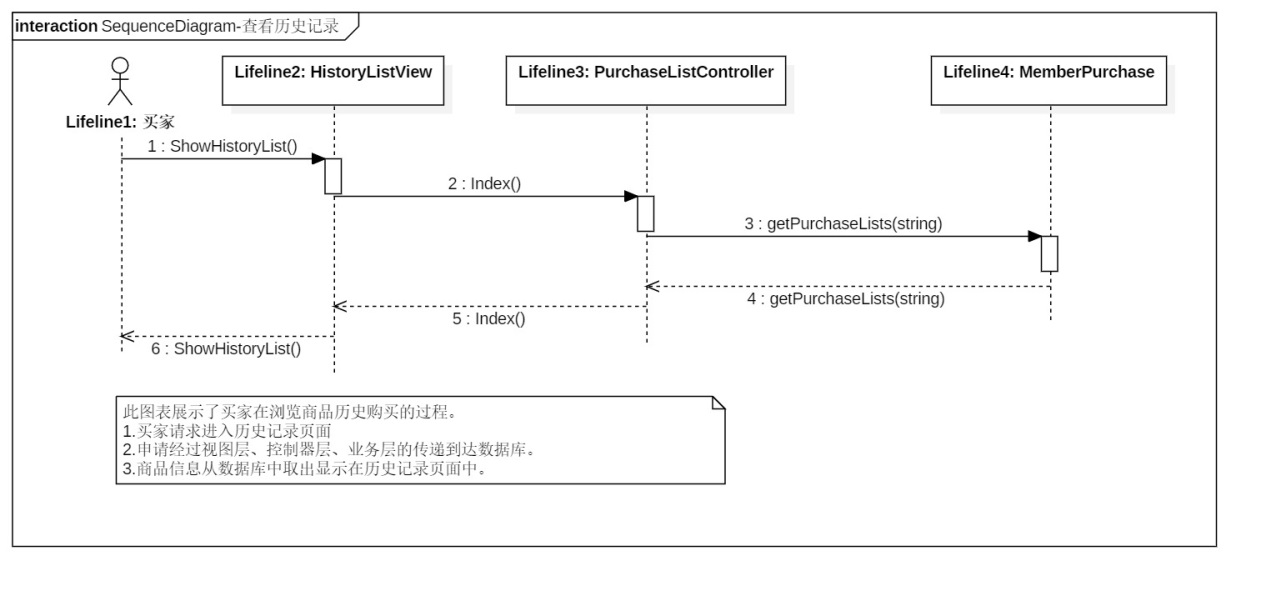 interaction SequenceDiagram-查看历史记录
Lifeline2: HistoryListView
Lifeline3: PurchaseListController
Lifeline4: MemberPurchase
Lifeline1: 买家
1 : ShowHistoryList()
2 : Index()
3 : getPurchaseLists(string)
4 : getPurchaseLists(string)
5 : Index()
6 : ShowHistoryList()
此图表展示了买家在浏览商品历史购买的过程。
1.买家请求进入历史记录页面
2.申请经过视图层、控制器层、业务层的传递到达数据库。
3.商品信息从数据库中取出显示在历史记录页面中。